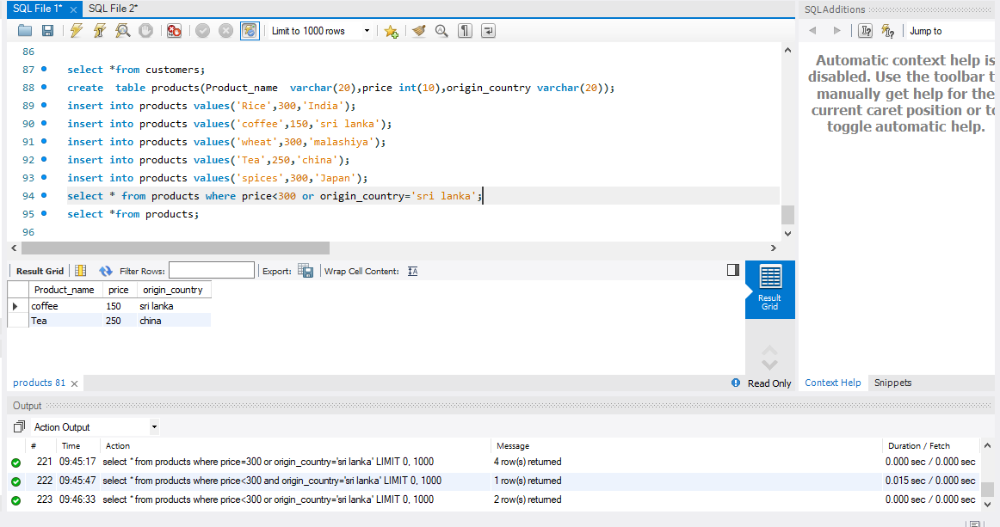 SQL File 1* × SQL File 2* ×
SQLAdditions
Limit to 1000 rows
Jump to
86
87 select *from customers;
88 create  table products(Product_name  varchar(20),price int(10),origin_country varchar(20));
89 insert into products values('Rice',300,'India');
90 insert into products values('coffee',150,'sri lanka');
91 insert into products values('wheat',300,'malashiya');
92 insert into products values('Tea',250,'china');
93 insert into products values('spices',300,'Japan');
94 select * from products where price<300 or origin_country='sri lanka';
95 select *from products;
96
Automatic context help is
disabled. Use the toolbar t
manually get help for the
current caret position or to
toggle automatic help.
Result Grid Filter Rows: Export: Wrap Cell Content:
Product_name price origin_country
coffee 150 sri lanka
Tea 250 china
Result
Grid
products 81 ×
Read Only
Context Help Snippets
Output
Action Output
# Time Action Message Duration / Fetch
221 09:45:17 select * from products where price=300 or origin_country='sri lanka' LIMIT 0, 1000 4 row(s) returned 0.000 sec / 0.000 sec
222 09:45:47 select * from products where price<300 and origin_country='sri lanka' LIMIT 0, 1000 1 row(s) returned 0.015 sec / 0.000 sec
223 09:46:33 select * from products where price<300 or origin_country='sri lanka' LIMIT 0, 1000 2 row(s) returned 0.000 sec / 0.000 sec